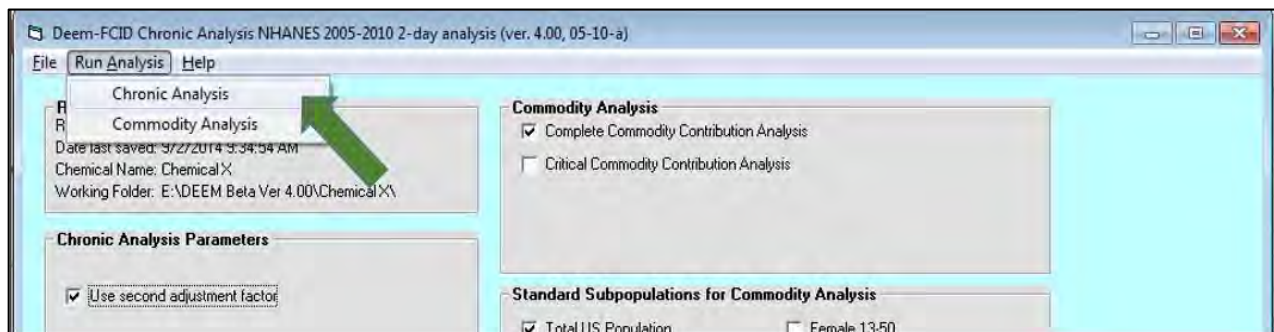 Deem-FCID Chronic Analysis NHANES 2005-2010 2-day analysis (ver. 4.00, 05-10-a)
File Run Analysis Help
Chronic Analysis
Commodity Analysis
R
R
Date last saved: 9/2/2014 9:34:54 AM
Chemical Name: Chemical X
Working Folder: E:\DEEM Beta Ver 4.00\Chemical X\
Chronic Analysis Parameters
Use second adjustment factor
Commodity Analysis
Complete Commodity Contribution Analysis
Critical Commodity Contribution Analysis
Standard Subpopulations for Commodity Analysis
Total US Population Female 13-50